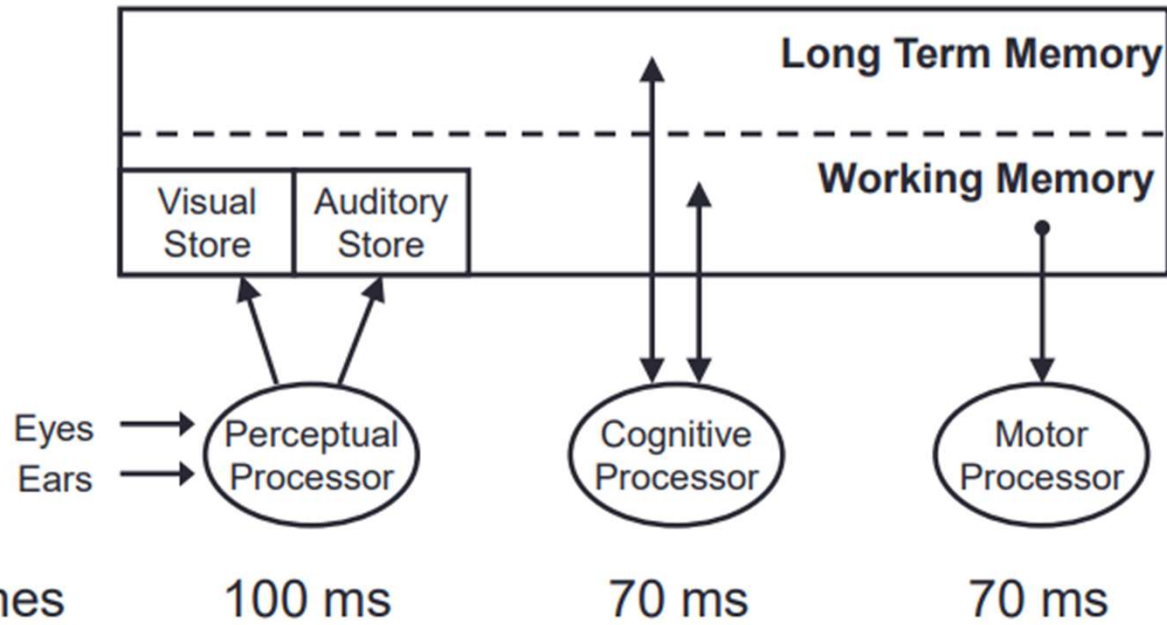 Long Term Memory
Working Memory
Visual
Store
Auditory
Store
Eyes
Ears
Perceptual
Processor
Cognitive
Processor
Motor
Processor
100 ms
70 ms
70 ms